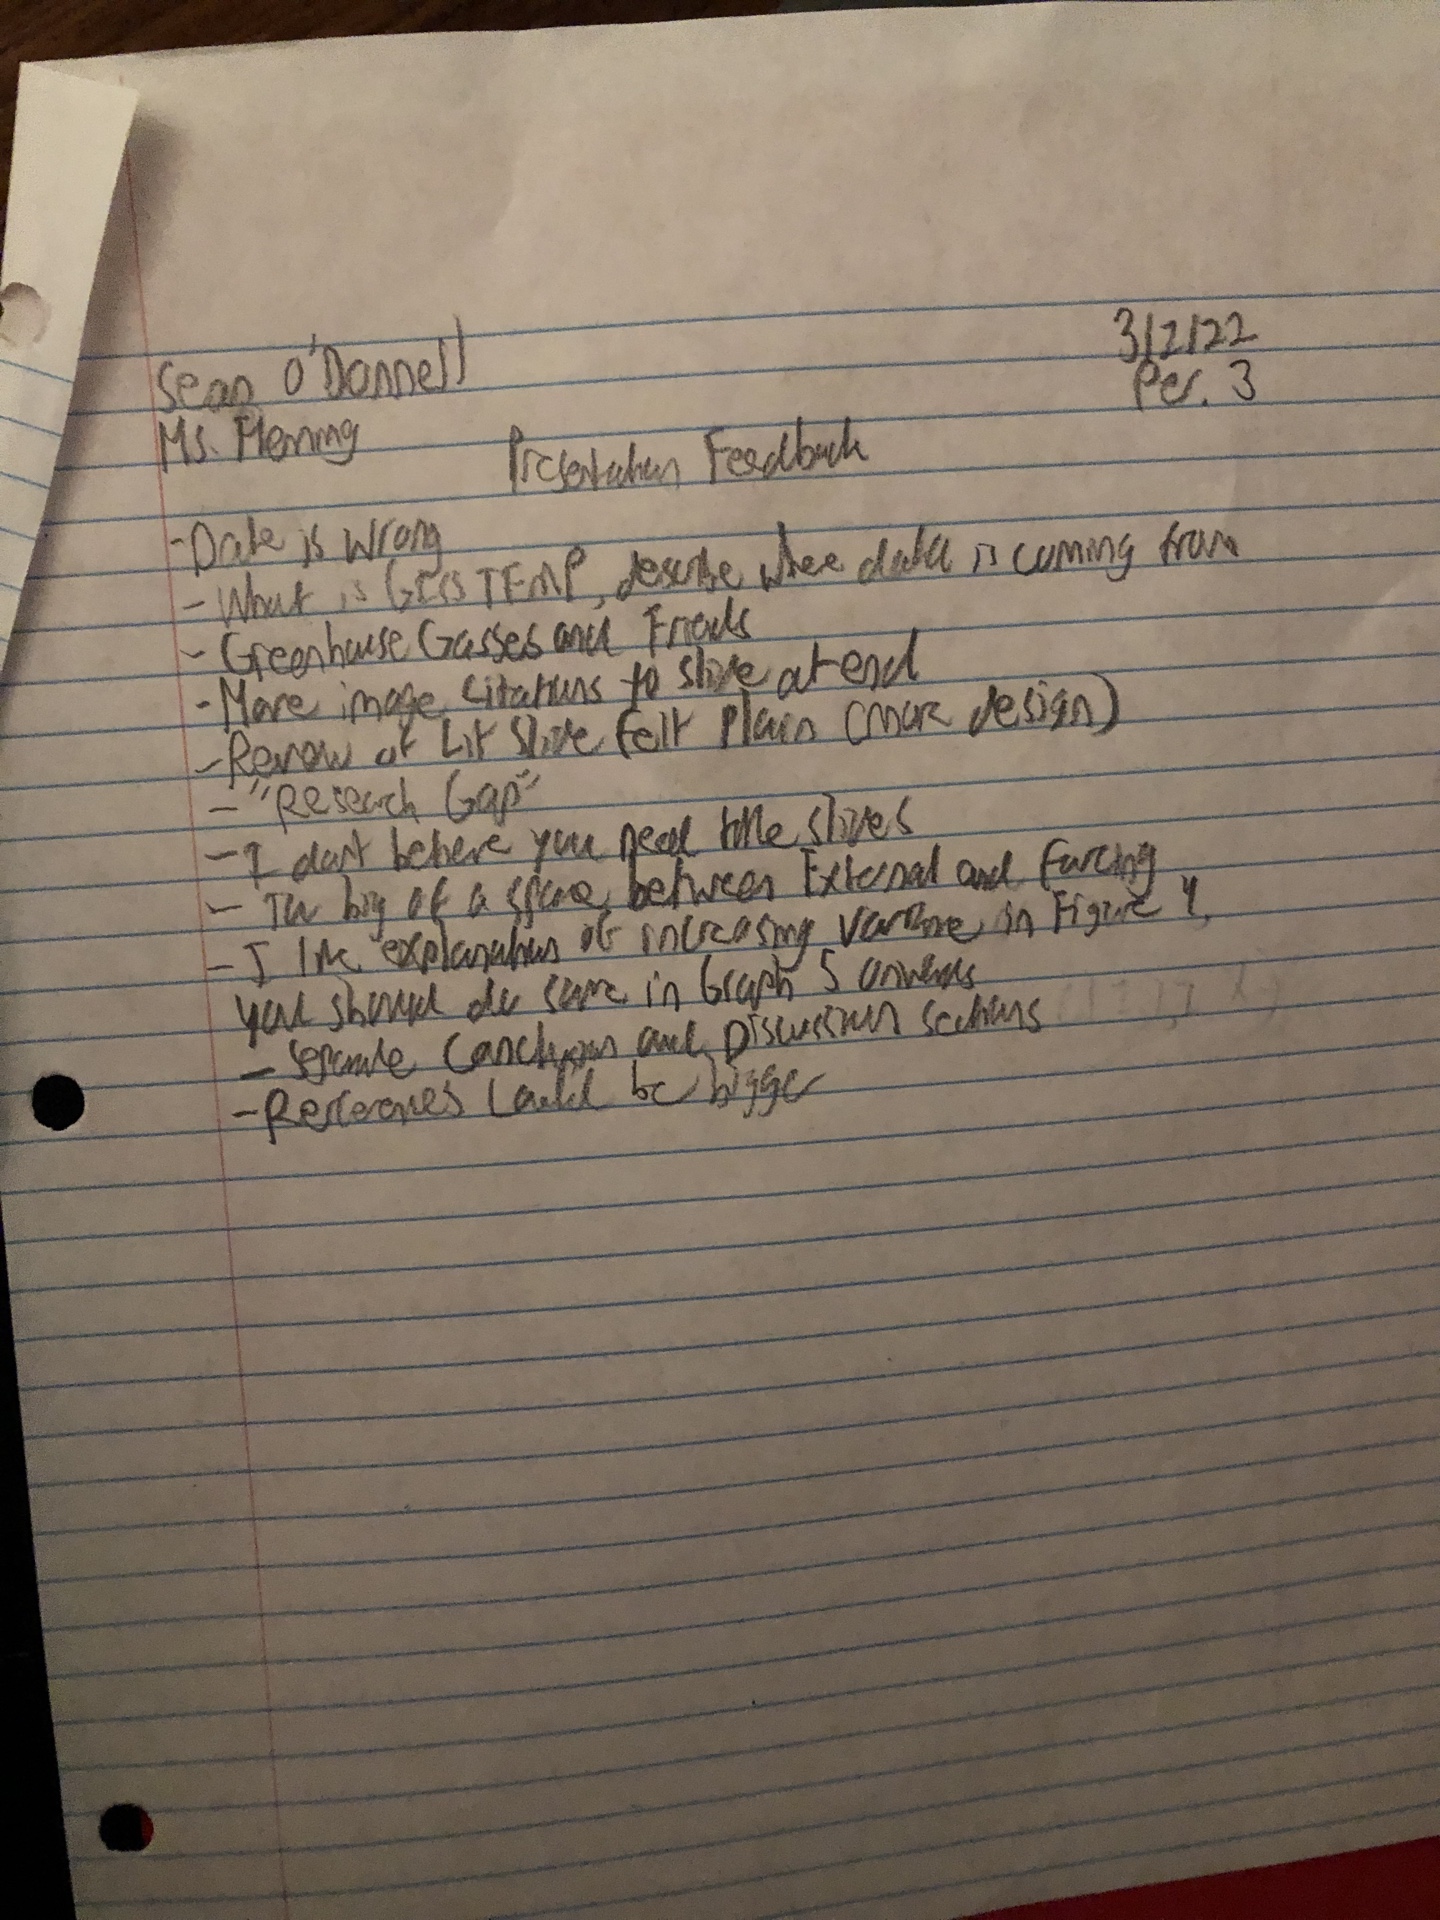 Sean O'Donnell
3/2/22
Ms. Fleming
Per. 3
Presentation Feedback
- Date is wrong
- What is GISSTEMP, describe where data is coming from
- Greenhouse Gasses and
- More image citations to slide at end
- Review of Lit Slide felt plain (more design)
- "Research Gap"
- I don't believe you need title slides
- Too big of a space between External and Forcing
- I like explanation of increasing in Figure 4,
you should do same in Graph 5 onwards
- Separate Conclusion and Discussion sections
- References could be bigger